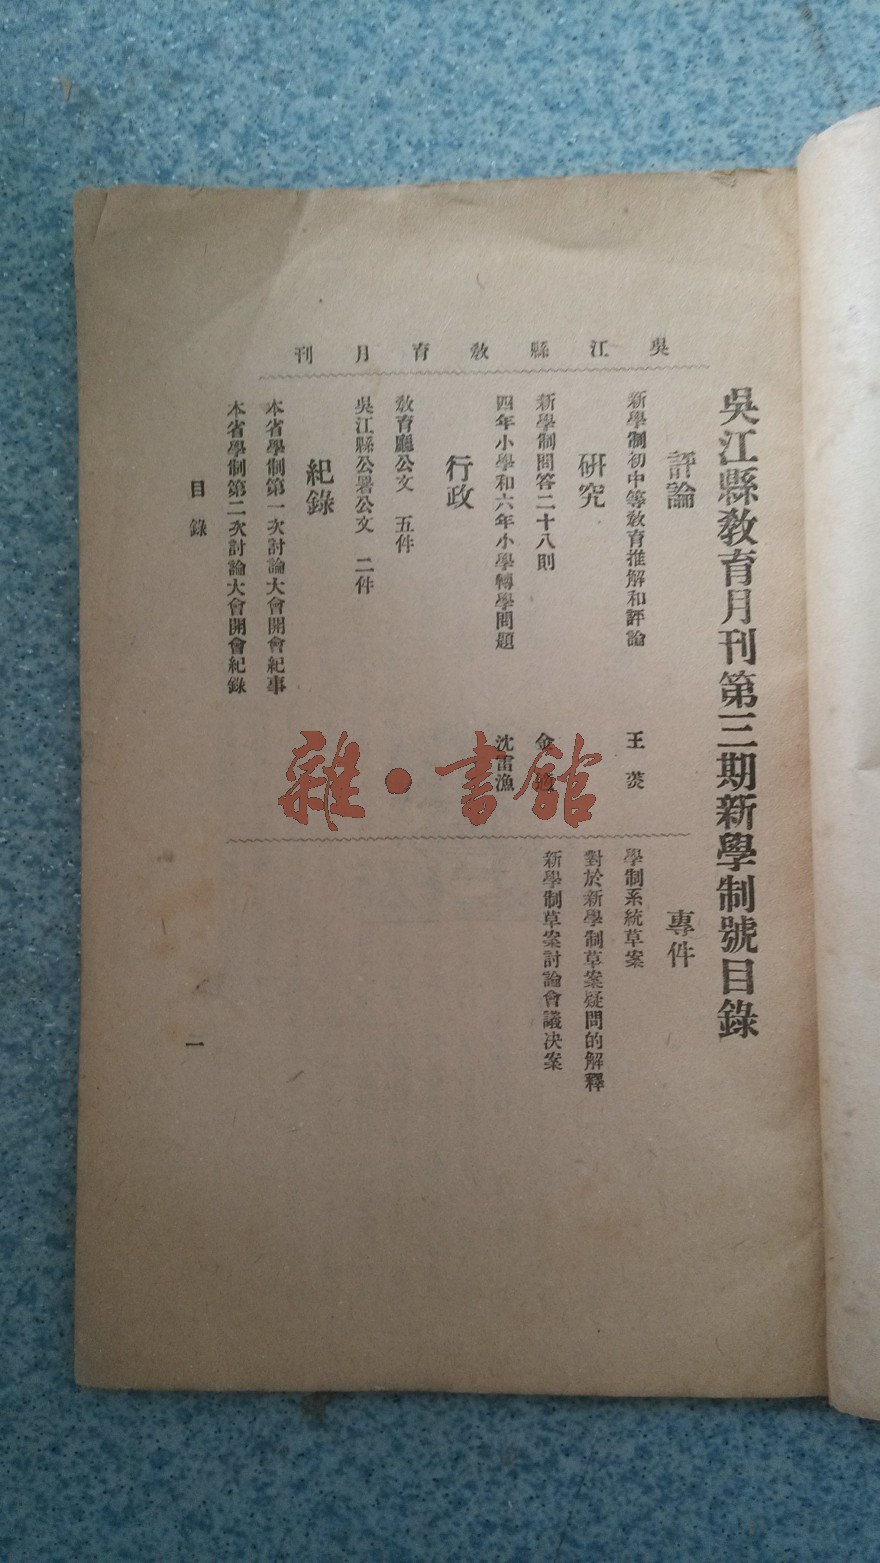 吳江縣教育月刊第三期新學制號目錄
吳江縣教育月刊
評論
新學制初中等教育推解和評論 王
研究
新學制問答二十八則 金
四年小學和六年小學轉學問題 沈雷漁
行政
教育廳公文 五件
吳江縣公署公文 二件
紀錄
本省學制第一次討論大會開會紀事
本省學制第二次討論大會開會紀錄
專件
學制系統草案
對於新學制草案疑問的解釋
新學制草案討論會議决案
目錄
一
雜·書館